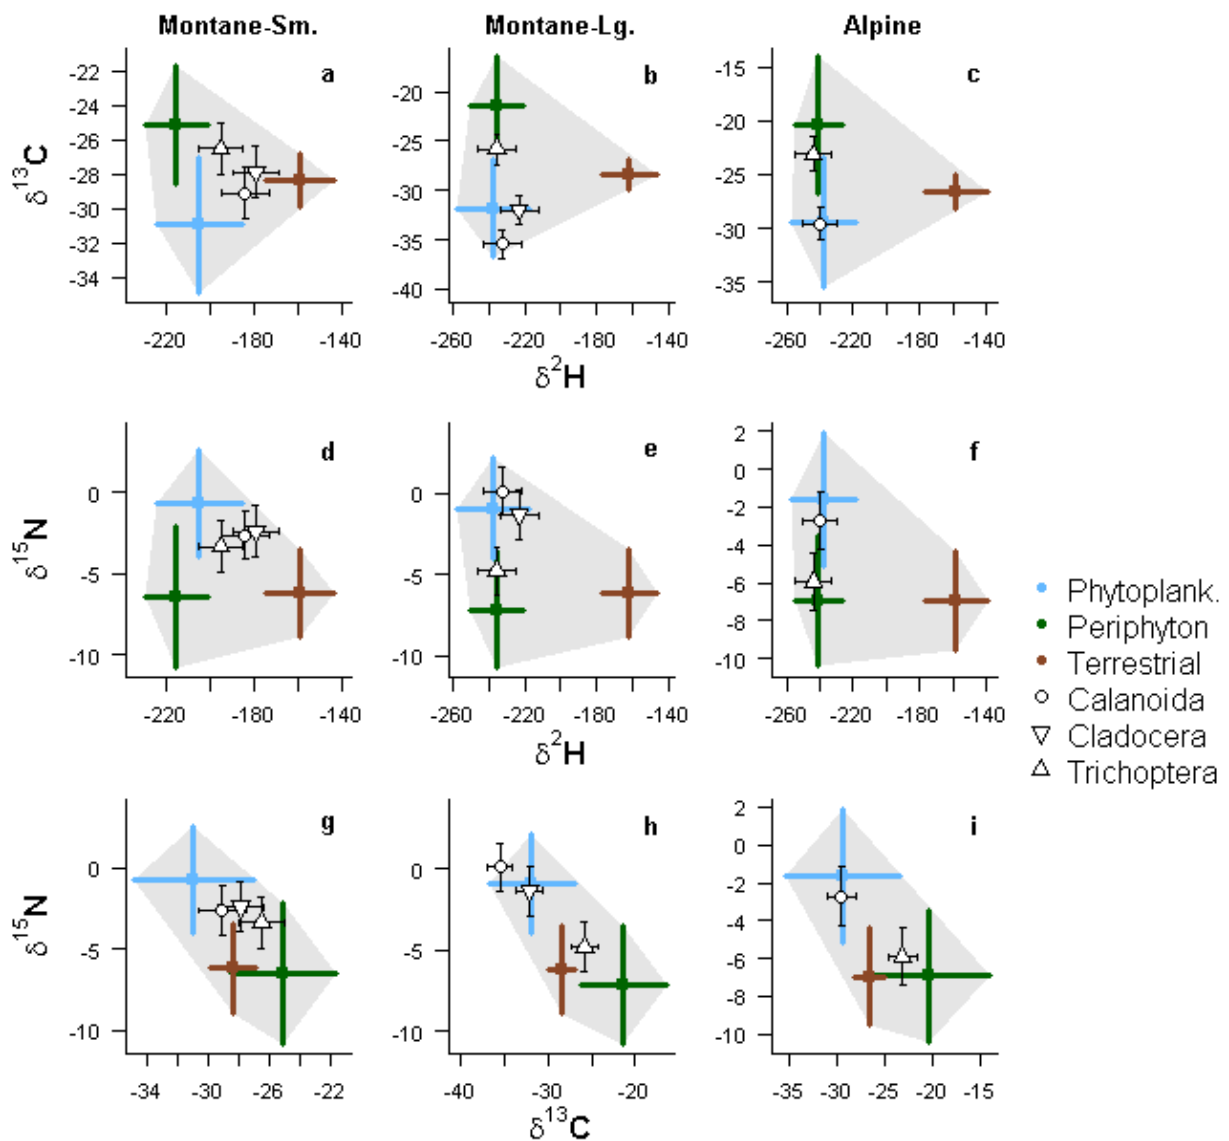 Montane-Sm. Montane-Lg. Alpine
a b c
-22
-24
-26
-28
-30
-32
-34
-20
-25
-30
-35
-40
-15
-20
-25
-30
-35
δ13C
-220 -180 -140
-260 -220 -180 -140
-260 -220 -180 -140
δ2H
d e f
0
-5
-10
0
-5
-10
2
0
-2
-4
-6
-8
-10
δ15N
-220 -180 -140
-260 -220 -180 -140
-260 -220 -180 -140
δ2H
Phytoplank.
Periphyton
Terrestrial
Calanoida
Cladocera
Trichoptera
g h i
0
-5
-10
0
-5
-10
2
0
-2
-4
-6
-8
-10
δ15N
-34 -30 -26 -22
-40 -30 -20
-35 -25 -15
δ13C